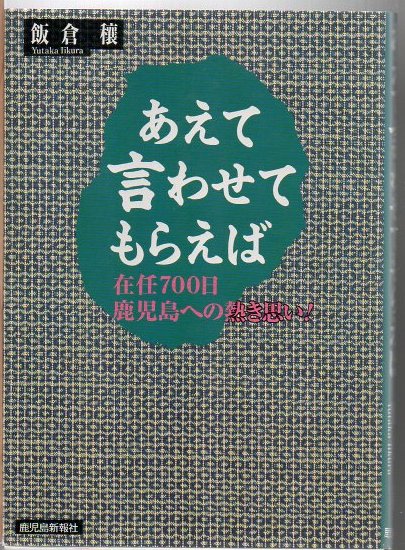 飯倉 穰
Yutaka Iikura
あえて
言わせて
もらえば
在任700日
鹿児島への熱き思い!
鹿児島新報社